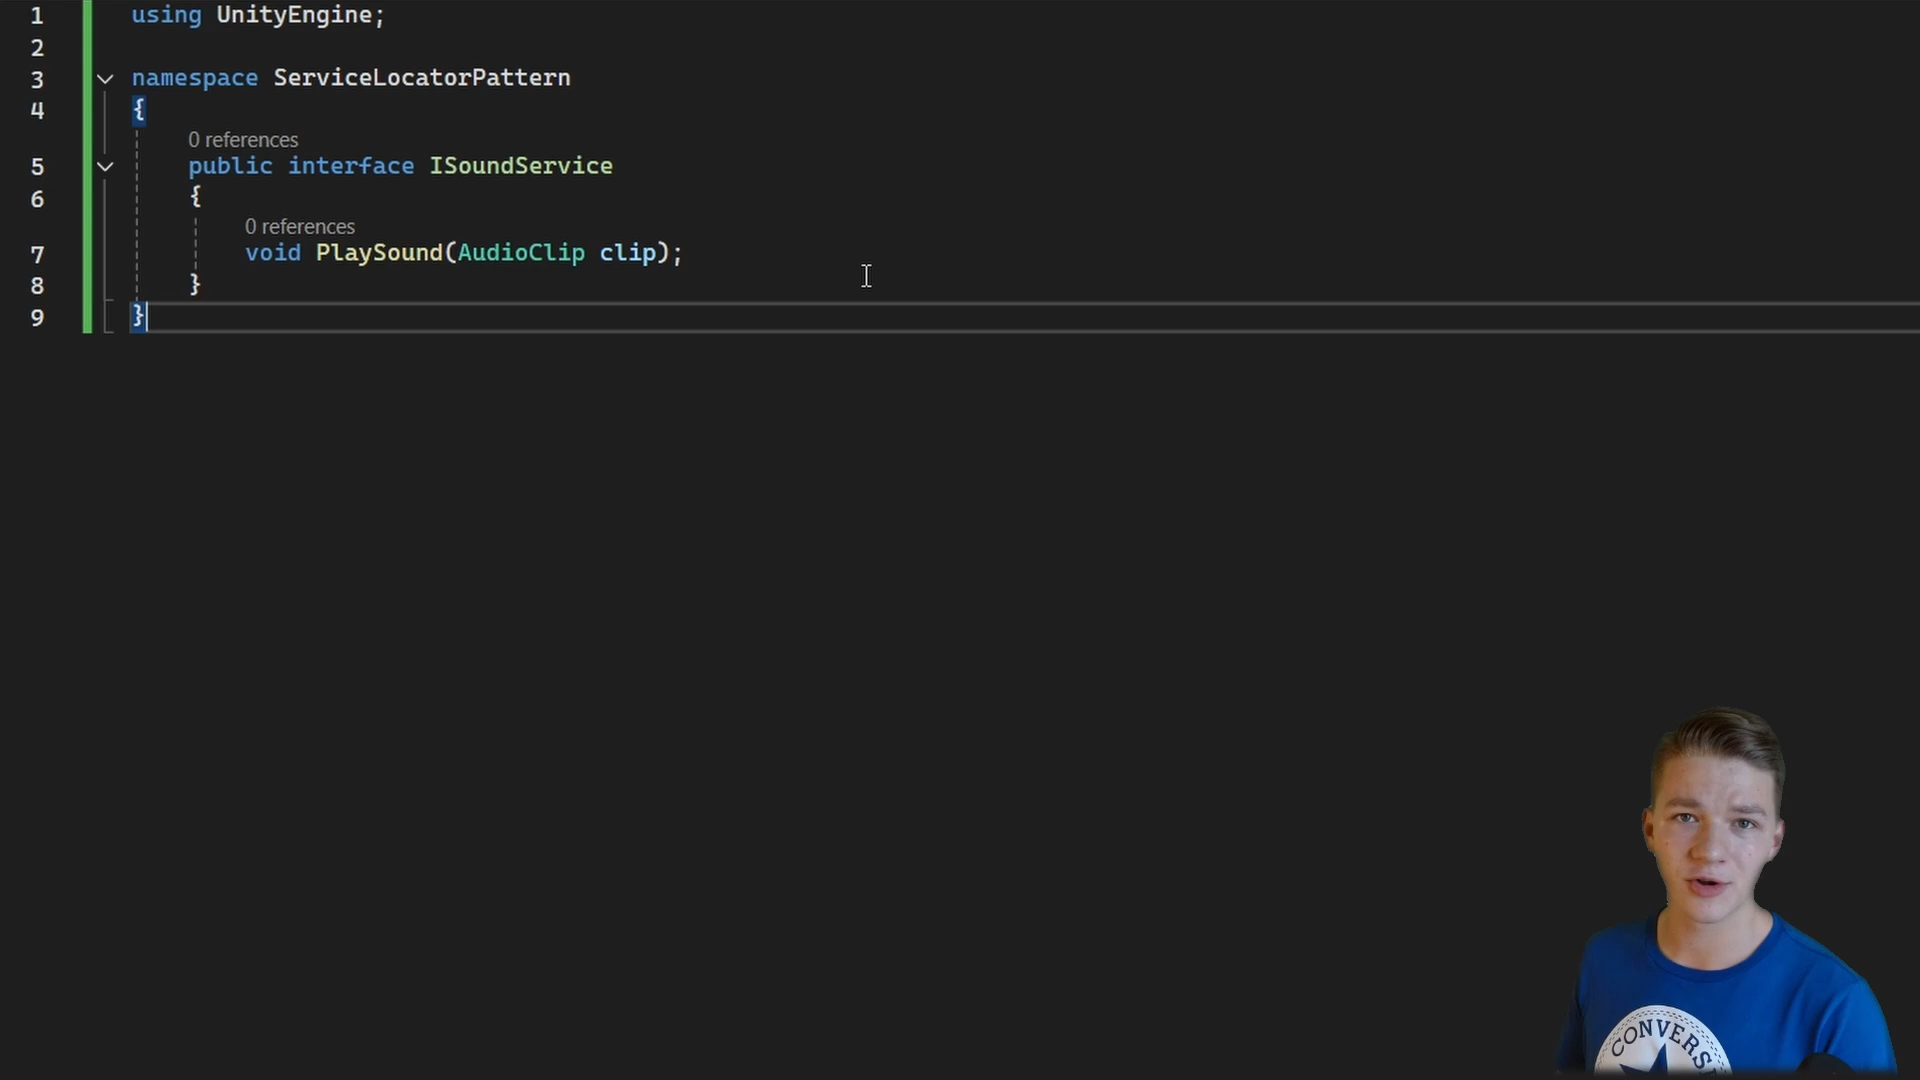 1 using UnityEngine;
2
3 namespace ServiceLocatorPattern
4 {
0 references
5 public interface ISoundService
6 {
0 references
7 void PlaySound(AudioClip clip);
8 }
9 }
CONVERS